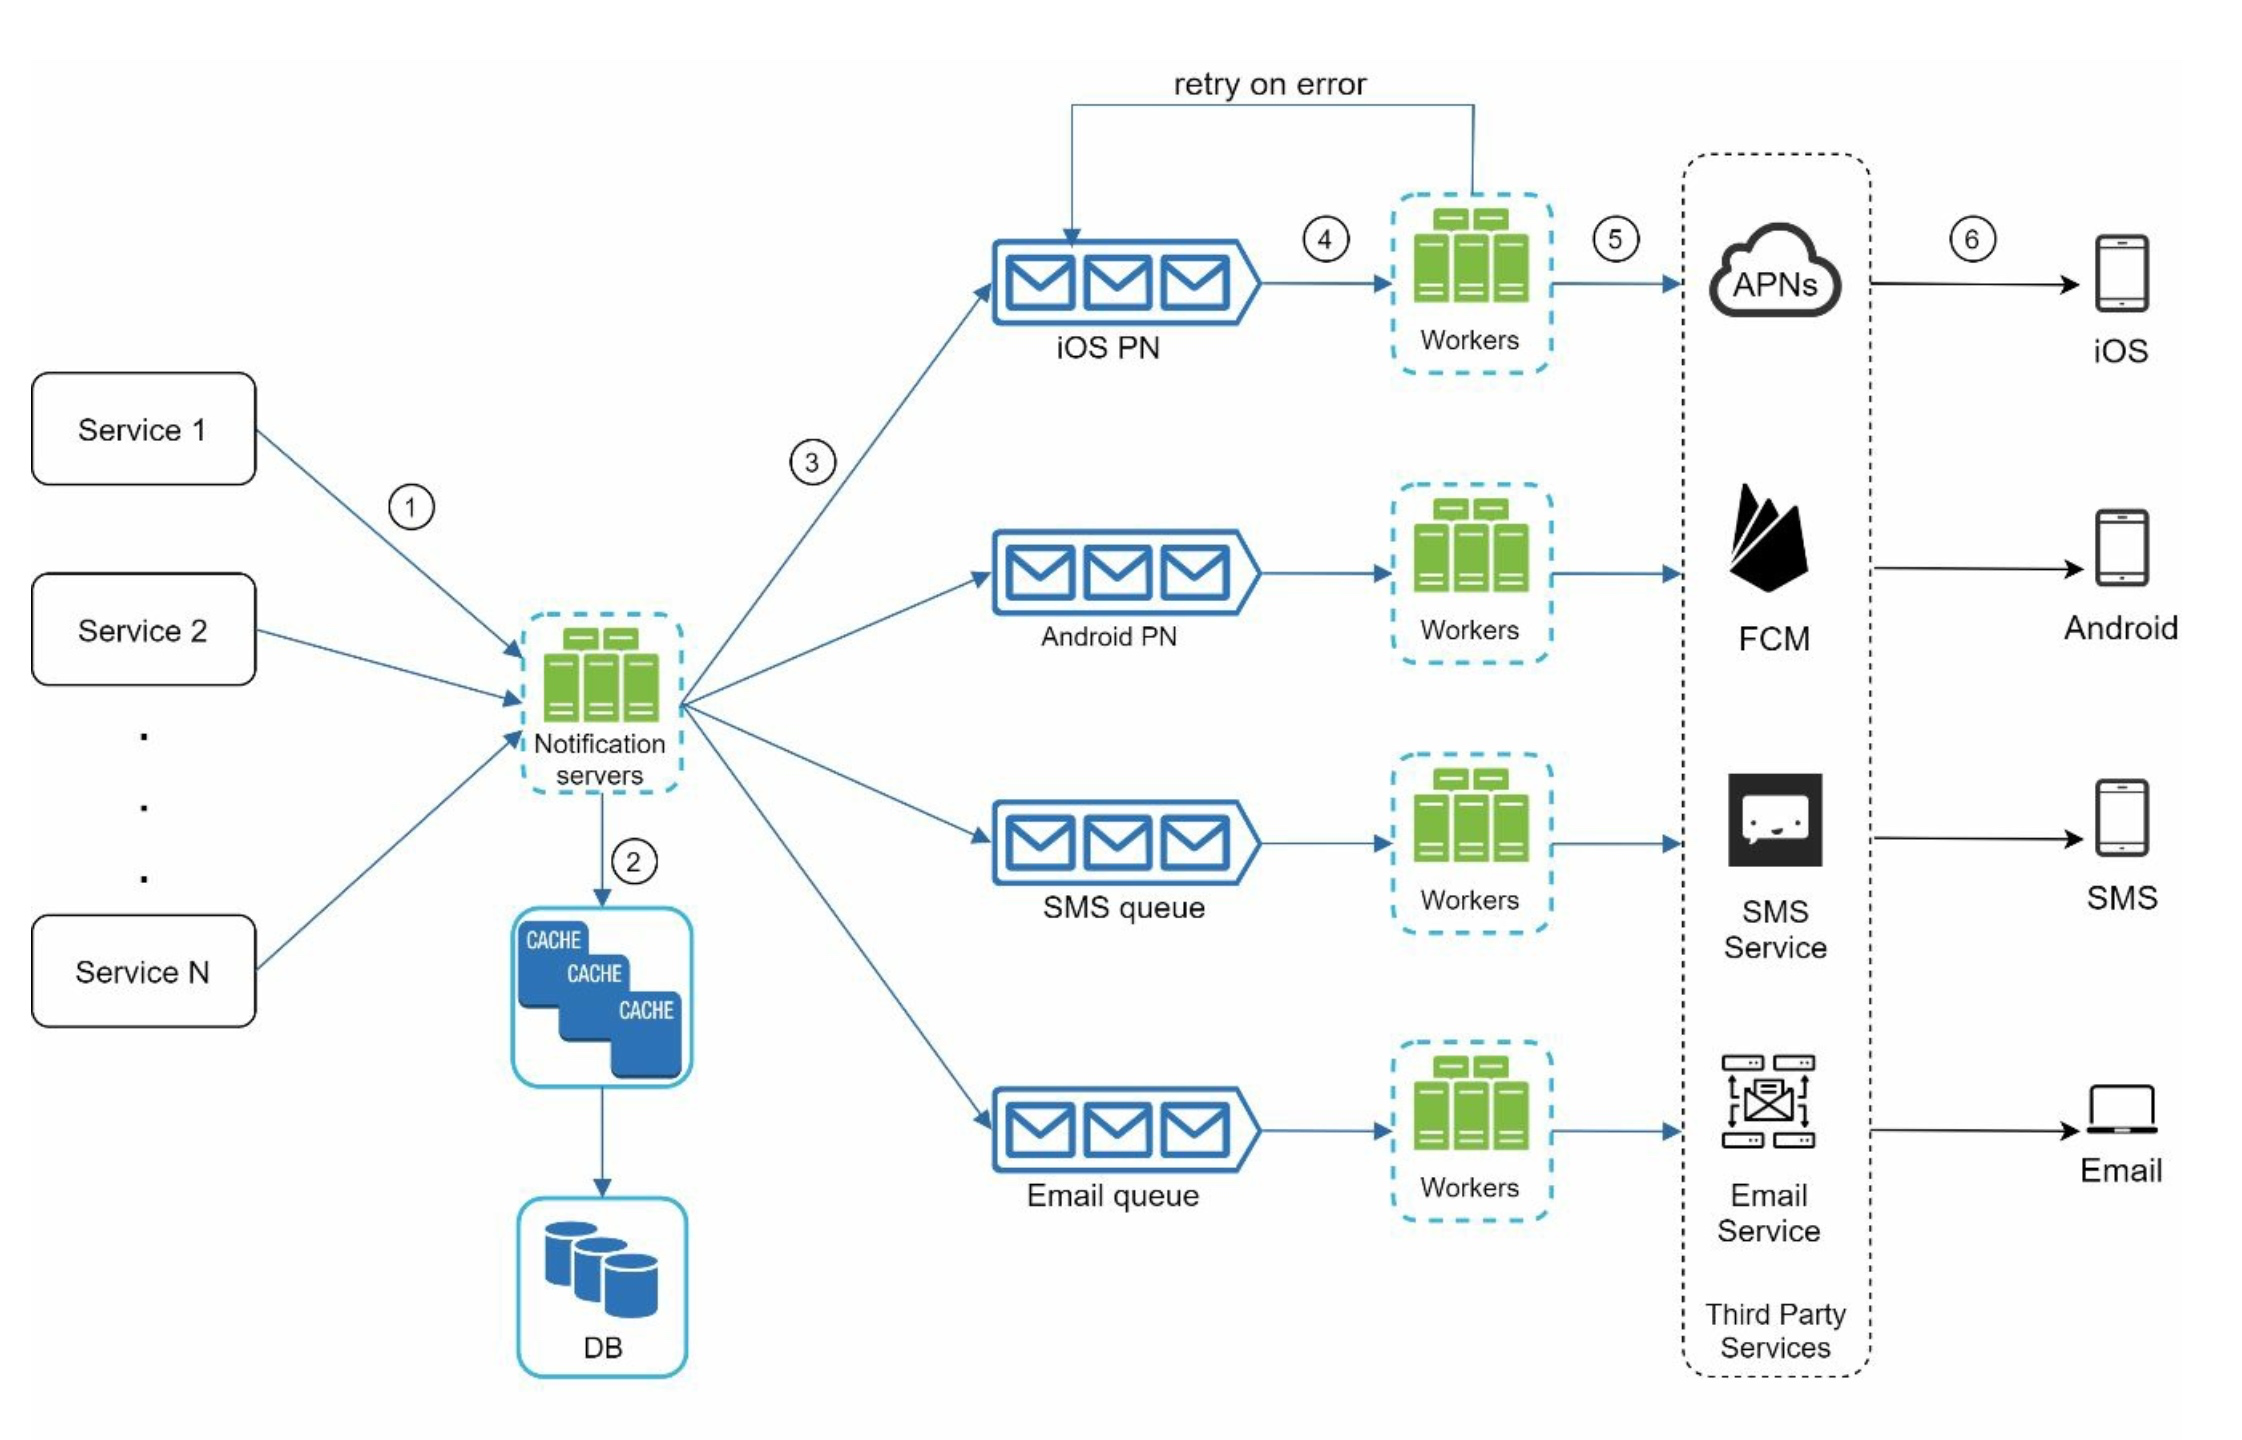 retry on error
4
5
6
APNs
iOS PN
Workers
iOS
Service 1
3
1
Service 2
Android PN
Workers
FCM
Android
.
.
.
Notification
servers
2
SMS queue
Workers
SMS
Service
SMS
CACHE
CACHE
CACHE
Service N
Email queue
Workers
Email
Service
Email
DB
Third Party
Services